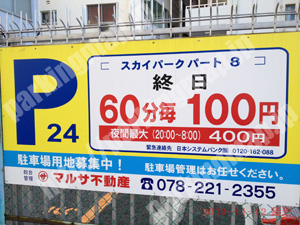 スカイパークパート8
P 24
終日
60分毎 100円
夜間最大 (20:00~8:00) 400円
緊急連絡先 日本システムバンク㈱ 0120-162-088
駐車場用地募集中! 駐車場管理はお任せください。
総合管理 マルサ不動産 ☎078-221-2355